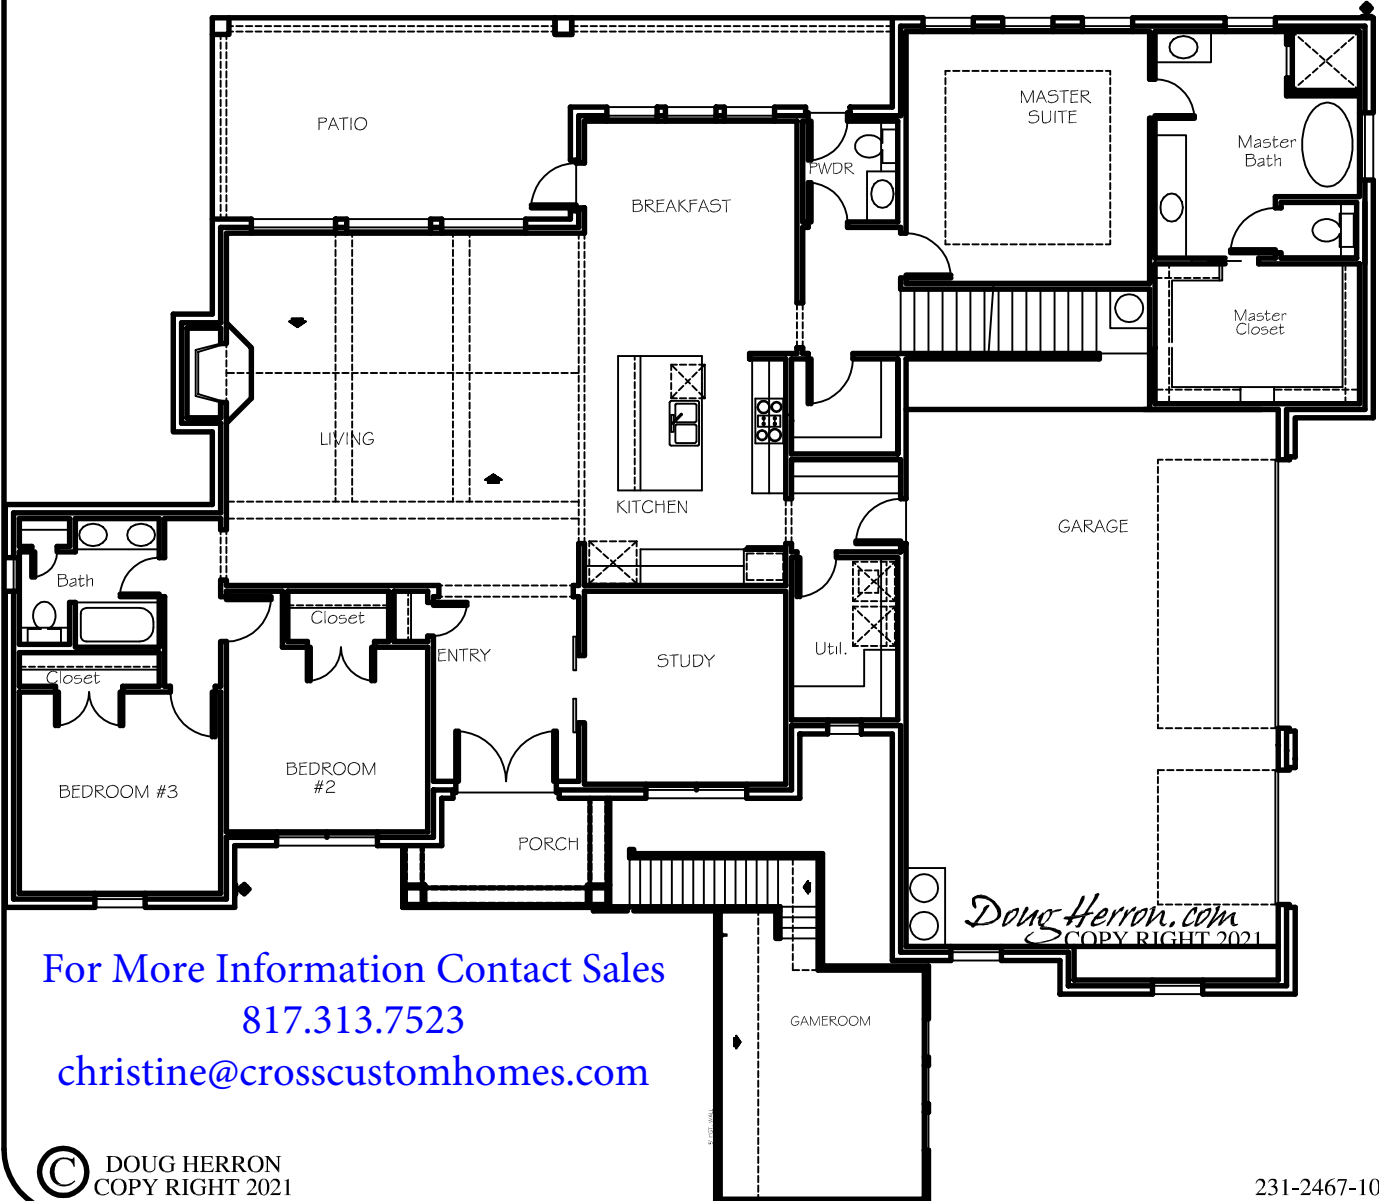 PATIO
MASTER
SUITE
Master
Bath
PWDR
BREAKFAST
Master
Closet
LIVING
KITCHEN
GARAGE
Bath
Closet
ENTRY
STUDY
Util.
Closet
BEDROOM
#2
BEDROOM #3
PORCH
Doug Herron.com
COPY RIGHT 2021
For More Information Contact Sales
817.313.7523
christine@crosscustomhomes.com
GAMEROOM
© DOUG HERRON
COPY RIGHT 2021
231-2467-10